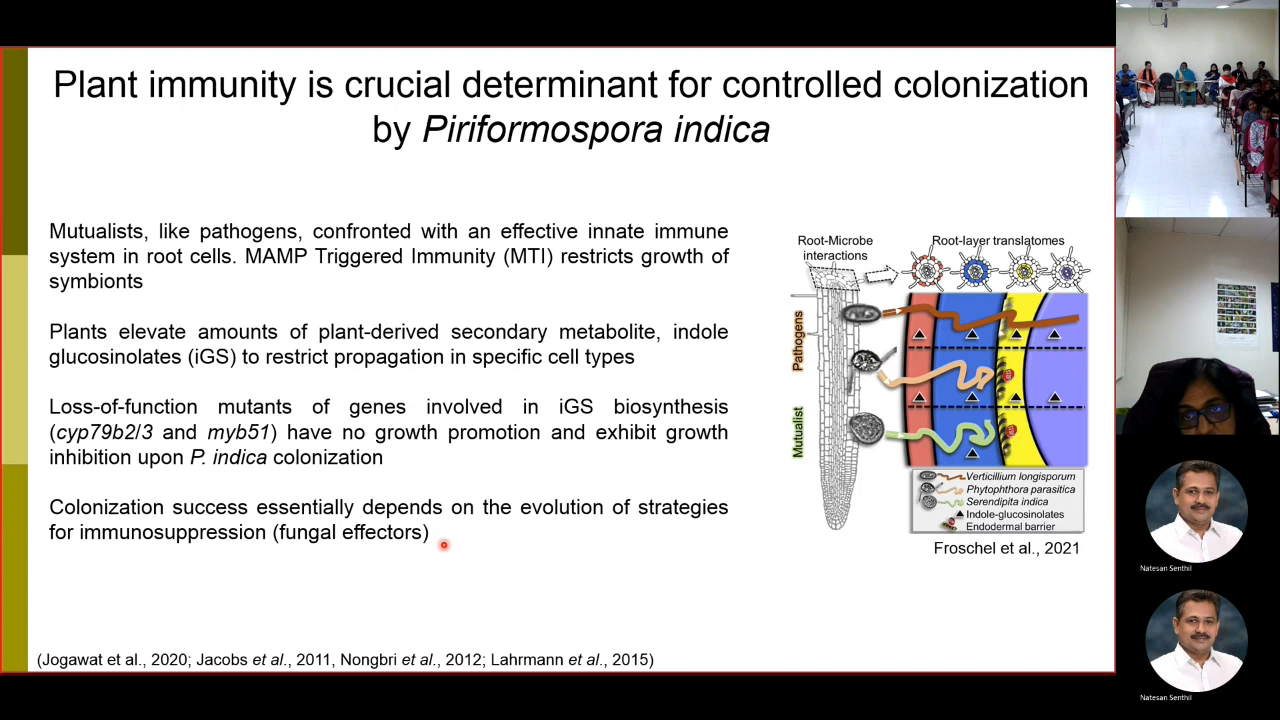 Plant immunity is crucial determinant for controlled colonization
by Piriformospora indica
Mutualists, like pathogens, confronted with an effective innate immune
system in root cells. MAMP Triggered Immunity (MTI) restricts growth of
symbionts
Plants elevate amounts of plant-derived secondary metabolite, indole
glucosinolates (iGS) to restrict propagation in specific cell types
Loss-of-function mutants of genes involved in iGS biosynthesis
(cyp79b2/3 and myb51) have no growth promotion and exhibit growth
inhibition upon P. indica colonization
Colonization success essentially depends on the evolution of strategies
for immunosuppression (fungal effectors)
(Jogawat et al., 2020; Jacobs et al., 2011, Nongbri et al., 2012; Lahrmann et al., 2015)
Root-Microbe
interactions
Root-layer translatomes
Pathogens
Mutualist
Verticillium longisporum
Phytophthora parasitica
Serendipita indica
Indole-glucosinolates
Endodermal barrier
Froschel et al., 2021
Natesan Senthil
Natesan Senthil